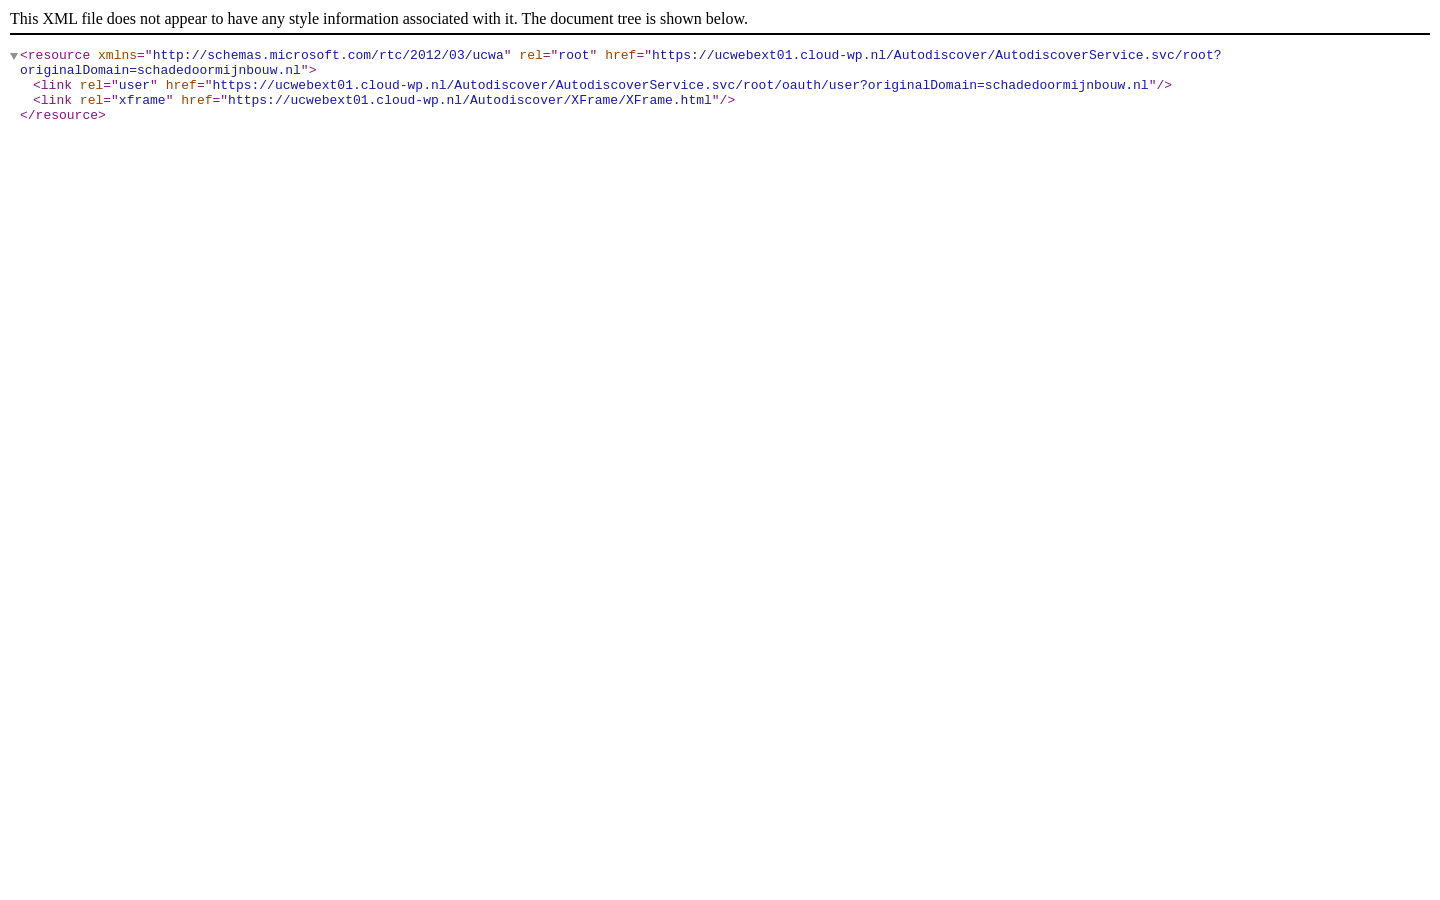 This XML file does not appear to have any style information associated with it. The document tree is shown below.
<resource xmlns="http://schemas.microsoft.com/rtc/2012/03/ucwa" rel="root" href="https://ucwebext01.cloud-wp.nl/Autodiscover/AutodiscoverService.svc/root?
originalDomain=schadedoormijnbouw.nl">
<link rel="user" href="https://ucwebext01.cloud-wp.nl/Autodiscover/AutodiscoverService.svc/root/oauth/user?originalDomain=schadedoormijnbouw.nl"/>
<link rel="xframe" href="https://ucwebext01.cloud-wp.nl/Autodiscover/XFrame/XFrame.html"/>
</resource>